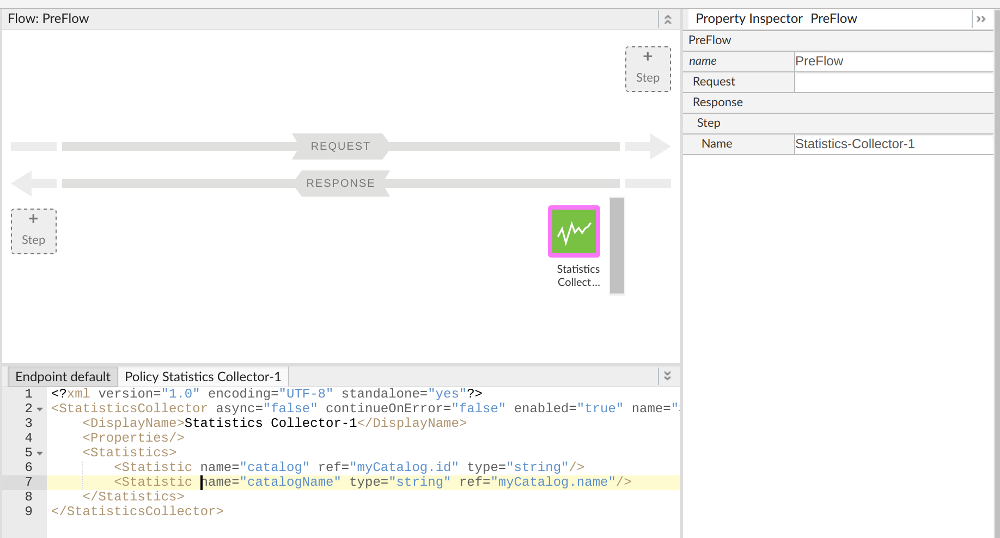 Flow: PreFlow
+
Step
REQUEST
RESPONSE
+
Step
Statistics
Collect...
Property Inspector PreFlow
PreFlow
name PreFlow
Request
Response
Step
Name Statistics-Collector-1
Endpoint default Policy Statistics Collector-1
1 <?xml version="1.0" encoding="UTF-8" standalone="yes"?>
2 <StatisticsCollector async="false" continueOnError="false" enabled="true" name="
3 <DisplayName>Statistics Collector-1</DisplayName>
4 <Properties/>
5 <Statistics>
6 <Statistic name="catalog" ref="myCatalog.id" type="string"/>
7 <Statistic name="catalogName" type="string" ref="myCatalog.name"/>
8 </Statistics>
9 </StatisticsCollector>